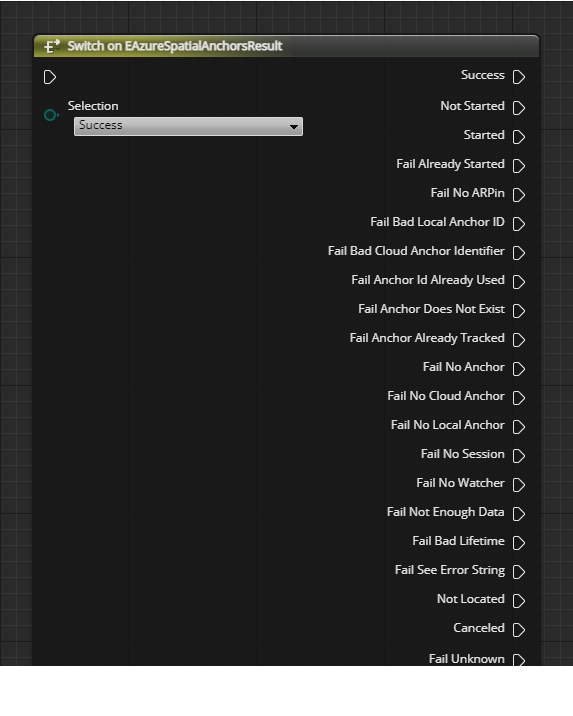 Switch on EAzureSpatialAnchorsResult
Success
Selection
Success
Not Started
Started
Fail Already Started
Fail No ARPin
Fail Bad Local Anchor ID
Fail Bad Cloud Anchor Identifier
Fail Anchor Id Already Used
Fail Anchor Does Not Exist
Fail Anchor Already Tracked
Fail No Anchor
Fail No Cloud Anchor
Fail No Local Anchor
Fail No Session
Fail No Watcher
Fail Not Enough Data
Fail Bad Lifetime
Fail See Error String
Not Located
Canceled
Fail Unknown